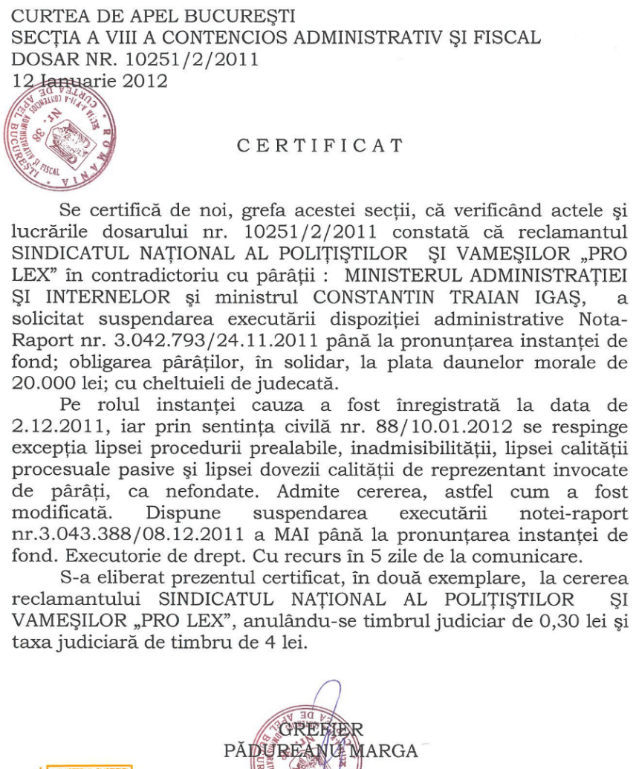 CURTEA DE APEL BUCUREŞTI
SECŢIA A VIII A CONTENCIOS ADMINISTRATIV ŞI FISCAL
DOSAR NR. 10251/2/2011
12 Ianuarie 2012
CERTIFICAT
Se certifică de noi, grefa acestei secţii, că verificând actele şi
lucrările dosarului nr. 10251/2/2011 constată că reclamantul
SINDICATUL NAŢIONAL AL POLIŢIŞTILOR ŞI VAMEŞILOR „PRO
LEX” în contradictoriu cu pârâţii : MINISTERUL ADMINISTRAŢIEI
ŞI INTERNELOR şi ministrul CONSTANTIN TRAIAN IGAŞ, a
solicitat suspendarea executării dispoziţiei administrative Nota-
Raport nr. 3.042.793/24.11.2011 până la pronunţarea instanţei de
fond; obligarea pârâţilor, în solidar, la plata daunelor morale de
20.000 lei; cu cheltuieli de judecată.
Pe rolul instanţei cauza a fost înregistrată la data de
2.12.2011, iar prin sentinţa civilă nr. 88/10.01.2012 se respinge
excepţia lipsei procedurii prealabile, inadmisibilităţii, lipsei calităţii
procesuale pasive şi lipsei dovezii calităţii de reprezentant invocate
de pârâţi, ca nefondate. Admite cererea, astfel cum a fost
modificată. Dispune suspendarea executării notei-raport
nr.3.043.388/08.12.2011 a MAI până la pronunţarea instanţei de
fond. Executorie de drept. Cu recurs în 5 zile de la comunicare.
S-a eliberat prezentul certificat, în două exemplare, la cererea
reclamantului SINDICATUL NAŢIONAL AL POLIŢIŞTILOR ŞI
VAMEŞILOR „PRO LEX”, anulându-se timbrul judiciar de 0,30 lei şi
taxa judiciară de timbru de 4 lei.
GREFIER
PĂDUREANU MARGA